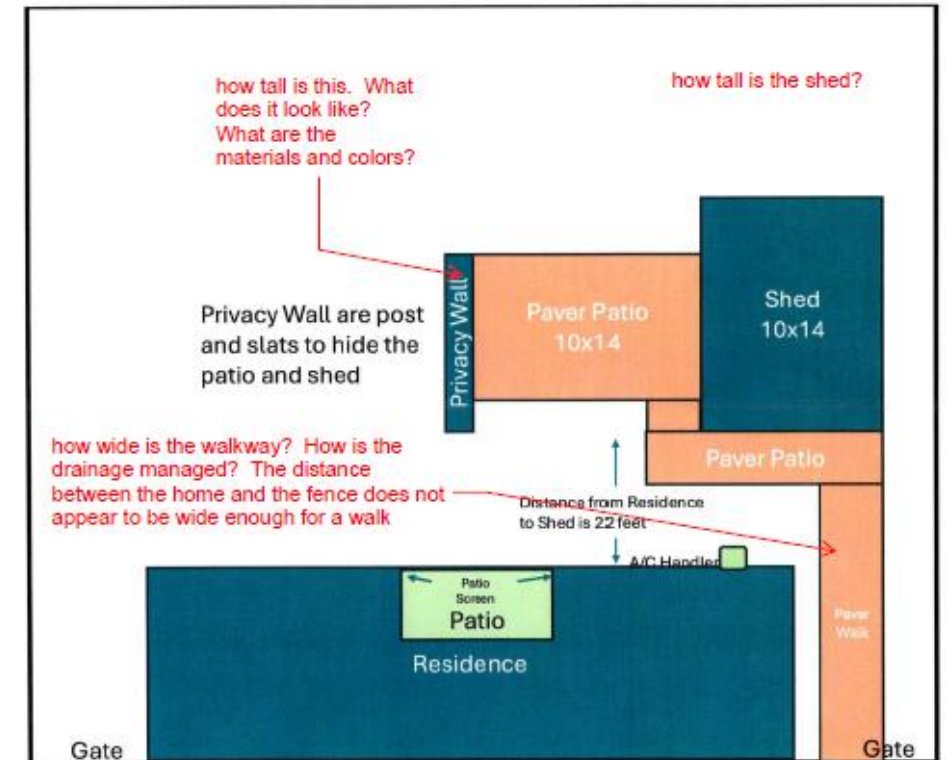 how tall is this.  What
does it look like?
What are the
materials and colors?
how tall is the shed?
Privacy Wall
Paver Patio
10x14
Shed
10x14
Privacy Wall are post
and slats to hide the
patio and shed
how wide is the walkway?  How is the
drainage managed?  The distance
between the home and the fence does not
appear to be wide enough for a walk
Paver Patio
Distance from Residence
to Shed is 22 feet
A/C Handler
Patio
Screen
Patio
Residence
Paver
Walk
Gate
Gate